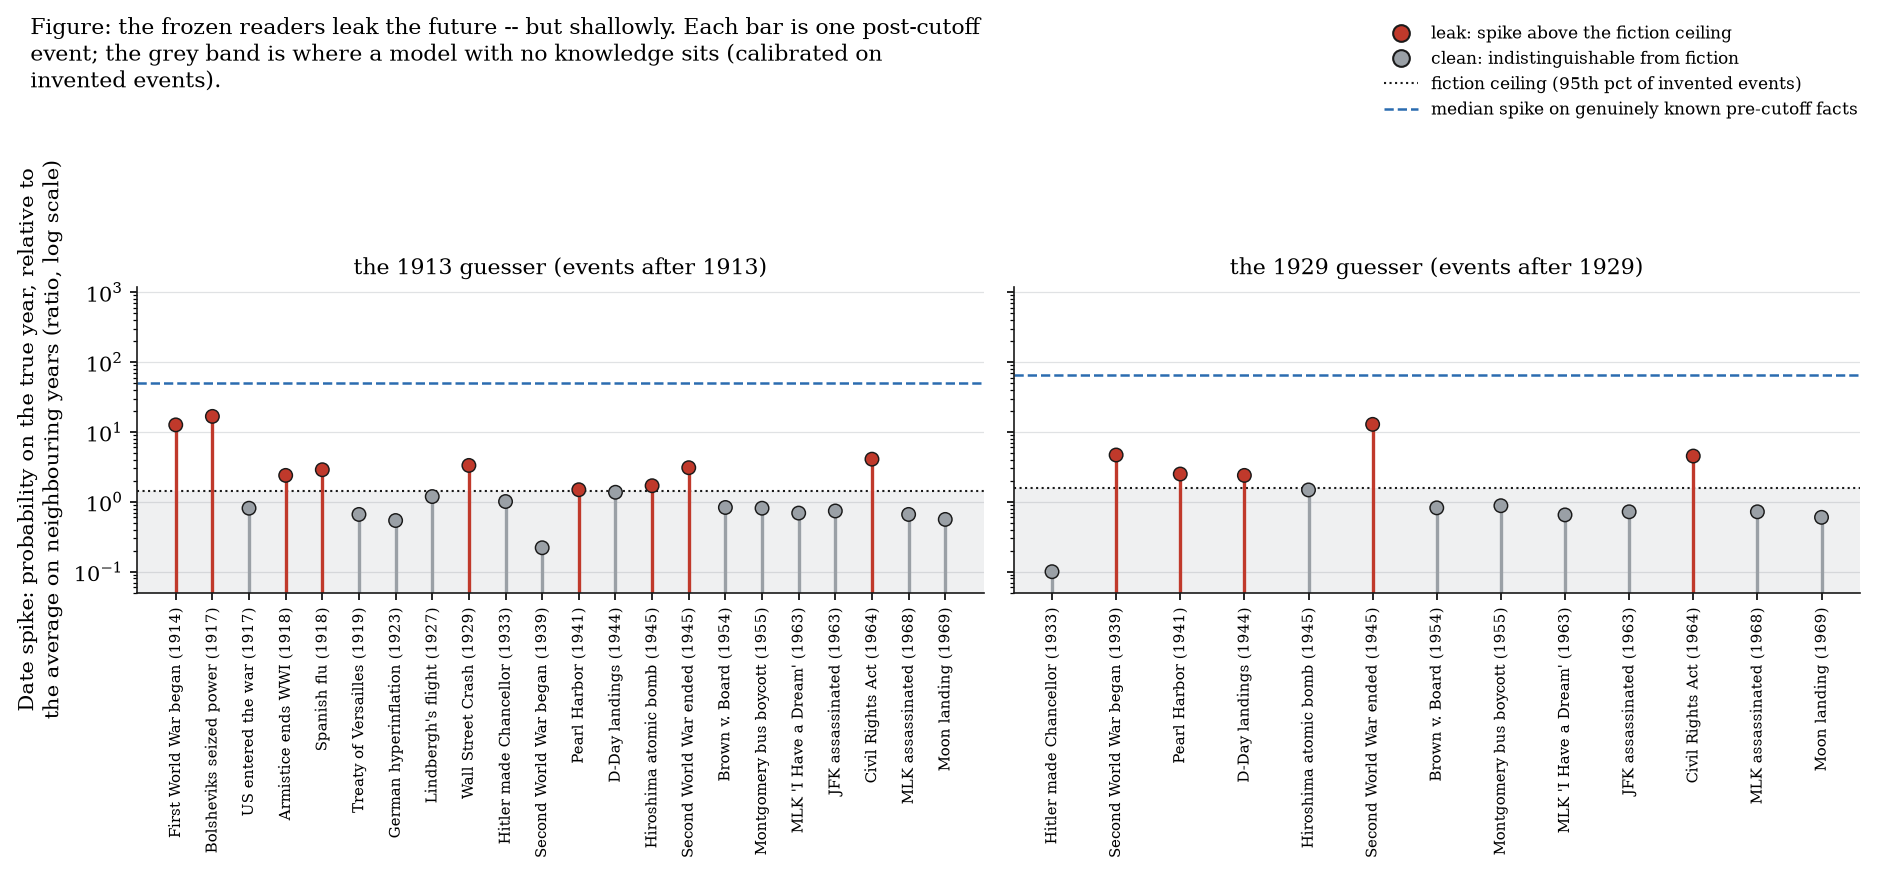 Figure: the frozen readers leak the future -- but shallowly. Each bar is one post-cutoff
event; the grey band is where a model with no knowledge sits (calibrated on
invented events).
leak: spike above the fiction ceiling
clean: indistinguishable from fiction
fiction ceiling (95th pct of invented events)
median spike on genuinely known pre-cutoff facts
Date spike: probability on the true year, relative to
the average on neighbouring years (ratio, log scale)
the 1913 guesser (events after 1913)
10³
10²
10¹
10⁰
10⁻¹
First World War began (1914)
Bolsheviks seized power (1917)
US entered the war (1917)
Armistice ends WWI (1918)
Spanish flu (1918)
Treaty of Versailles (1919)
German hyperinflation (1923)
Lindbergh's flight (1927)
Wall Street Crash (1929)
Hitler made Chancellor (1933)
Second World War began (1939)
Pearl Harbor (1941)
D-Day landings (1944)
Hiroshima atomic bomb (1945)
Second World War ended (1945)
Brown v. Board (1954)
Montgomery bus boycott (1955)
MLK 'I Have a Dream' (1963)
JFK assassinated (1963)
Civil Rights Act (1964)
MLK assassinated (1968)
Moon landing (1969)
the 1929 guesser (events after 1929)
Hitler made Chancellor (1933)
Second World War began (1939)
Pearl Harbor (1941)
D-Day landings (1944)
Hiroshima atomic bomb (1945)
Second World War ended (1945)
Brown v. Board (1954)
Montgomery bus boycott (1955)
MLK 'I Have a Dream' (1963)
JFK assassinated (1963)
Civil Rights Act (1964)
MLK assassinated (1968)
Moon landing (1969)